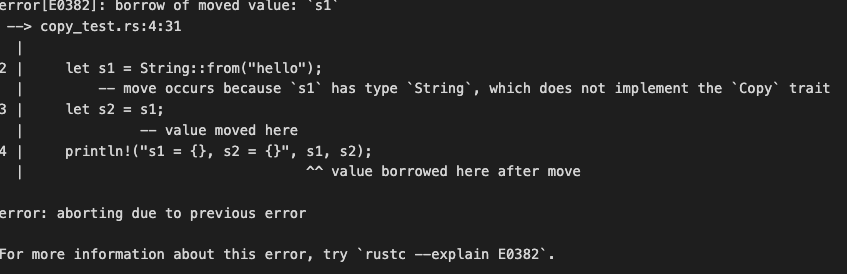 error[E0382]: borrow of moved value: `s1`
--> copy_test.rs:4:31
|
2 |     let s1 = String::from("hello");
|         -- move occurs because `s1` has type `String`, which does not implement the `Copy` trait
3 |     let s2 = s1;
|              -- value moved here
4 |     println!("s1 = {}, s2 = {}", s1, s2);
|                                  ^^ value borrowed here after move
error: aborting due to previous error
For more information about this error, try `rustc --explain E0382`.